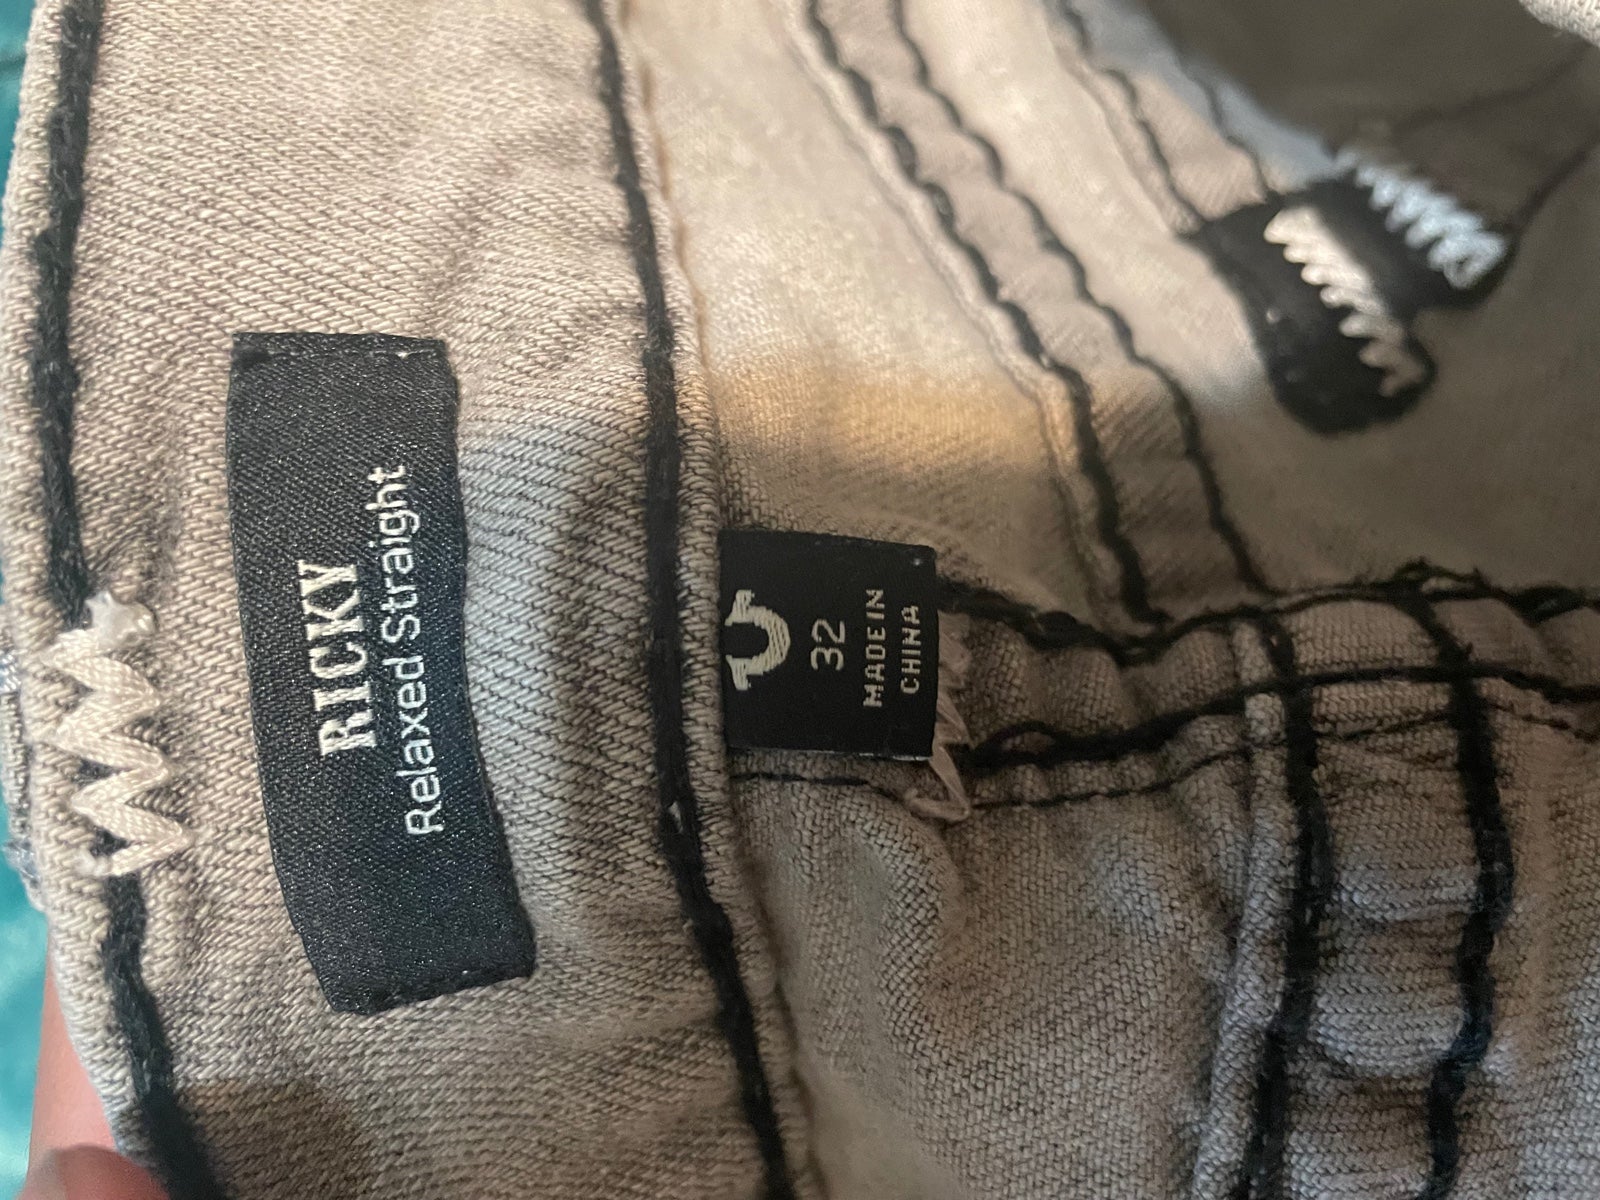 RICKY
Relaxed Straight
32
MADE IN
CHINA